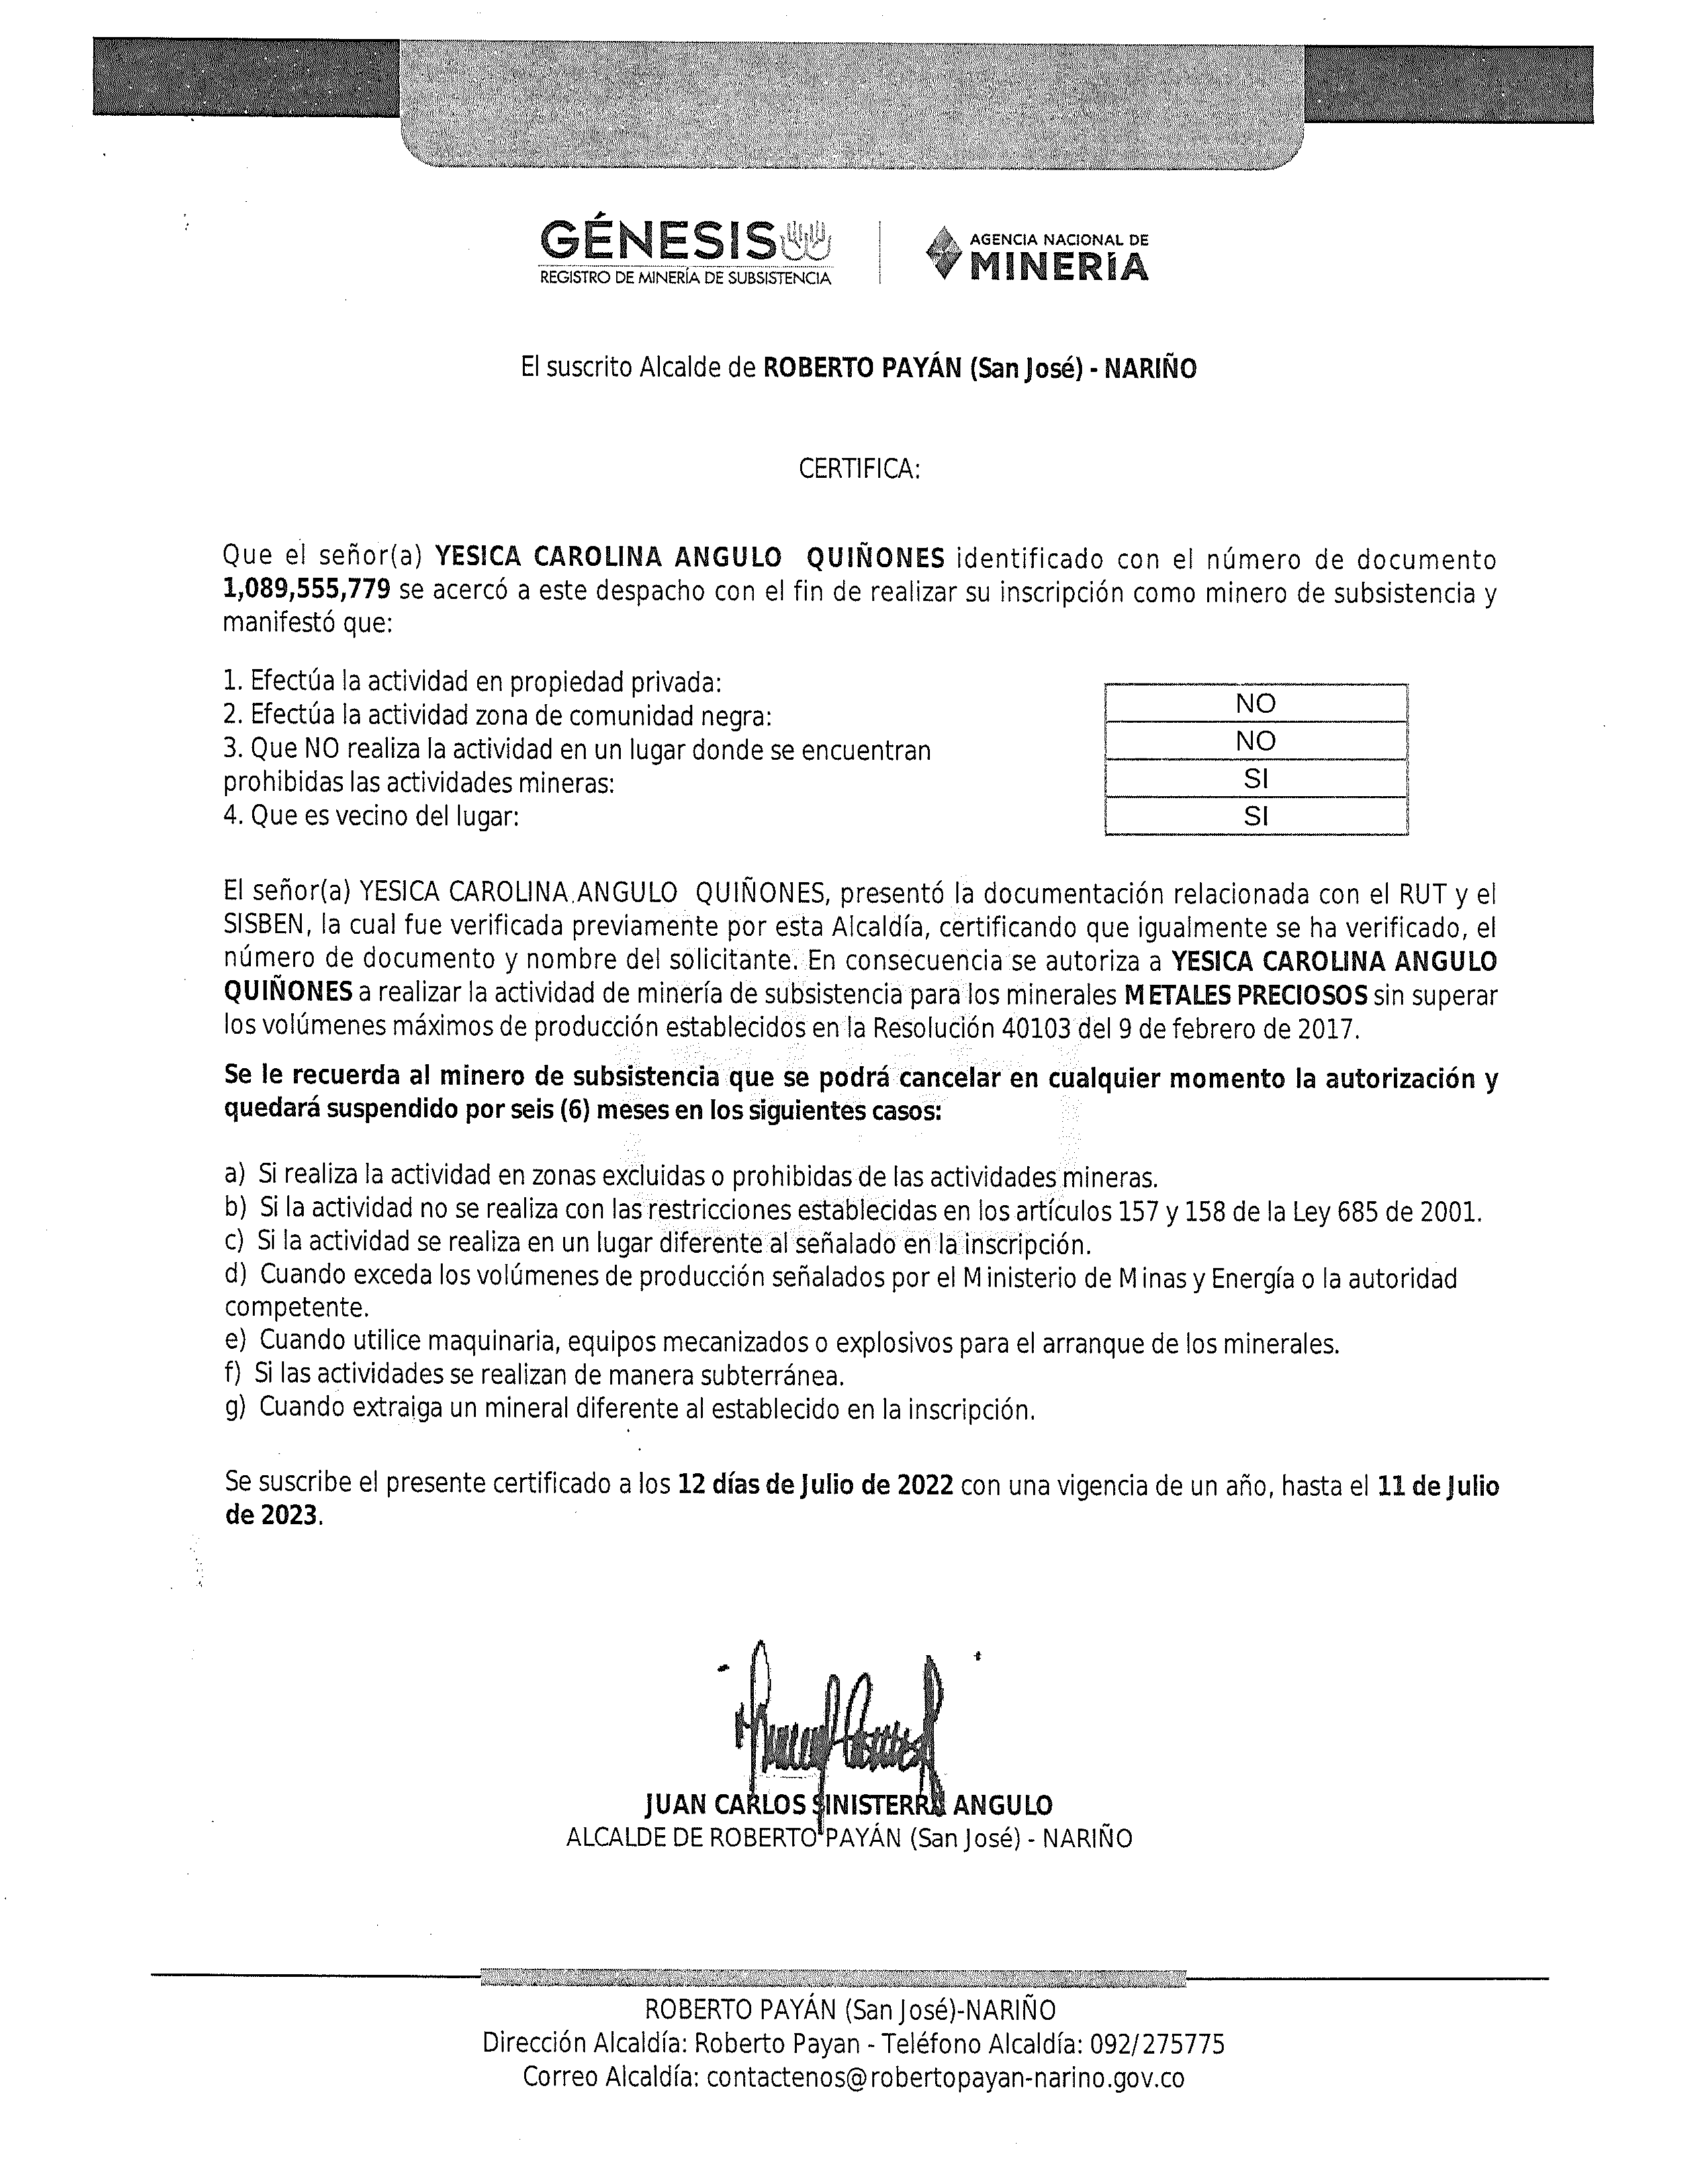 GÉNESIS
REGISTRO DE MINERÍA DE SUBSISTENCIA
AGENCIA NACIONAL DE
MINERÍA
El suscrito Alcalde de ROBERTO PAYÁN (San José) - NARIÑO
CERTIFICA:
Que el señor(a) YESICA CAROLINA ANGULO QUIÑONES identificado con el número de documento
1,089,555,779 se acercó a este despacho con el fin de realizar su inscripción como minero de subsistencia y
manifestó que:
1. Efectúa la actividad en propiedad privada:
NO
2. Efectúa la actividad zona de comunidad negra:
NO
3. Que NO realiza la actividad en un lugar donde se encuentran
prohibidas las actividades mineras:
SI
4. Que es vecino del lugar:
SI
El señor(a) YESICA CAROLINA ANGULO QUIÑONES, presentó la documentación relacionada con el RUT y el
SISBEN, la cual fue verificada previamente por esta Alcaldía, certificando que igualmente se ha verificado, el
número de documento y nombre del solicitante. En consecuencia se autoriza a YESICA CAROLINA ANGULO
QUIÑONES a realizar la actividad de minería de subsistencia para los minerales METALES PRECIOSOS sin superar
los volúmenes máximos de producción establecidos en la Resolución 40103 del 9 de febrero de 2017.
Se le recuerda al minero de subsistencia que se podrá cancelar en cualquier momento la autorización y
quedará suspendido por seis (6) meses en los siguientes casos:
a) Si realiza la actividad en zonas excluidas o prohibidas de las actividades mineras.
b) Si la actividad no se realiza con las restricciones establecidas en los artículos 157 y 158 de la Ley 685 de 2001.
c) Si la actividad se realiza en un lugar diferente al señalado en la inscripción.
d) Cuando exceda los volúmenes de producción señalados por el Ministerio de Minas y Energía o la autoridad
competente.
e) Cuando utilice maquinaria, equipos mecanizados o explosivos para el arranque de los minerales.
f) Si las actividades se realizan de manera subterránea.
g) Cuando extraiga un mineral diferente al establecido en la inscripción.
Se suscribe el presente certificado a los 12 días de Julio de 2022 con una vigencia de un año, hasta el 11 de Julio
de 2023.
JUAN CARLOS SINISTERRA ANGULO
ALCALDE DE ROBERTO PAYÁN (San José) - NARIÑO
ROBERTO PAYÁN (San José)-NARIÑO
Dirección Alcaldía: Roberto Payan - Teléfono Alcaldía: 092/275775
Correo Alcaldía: contactenos@robertopayan-narino.gov.co